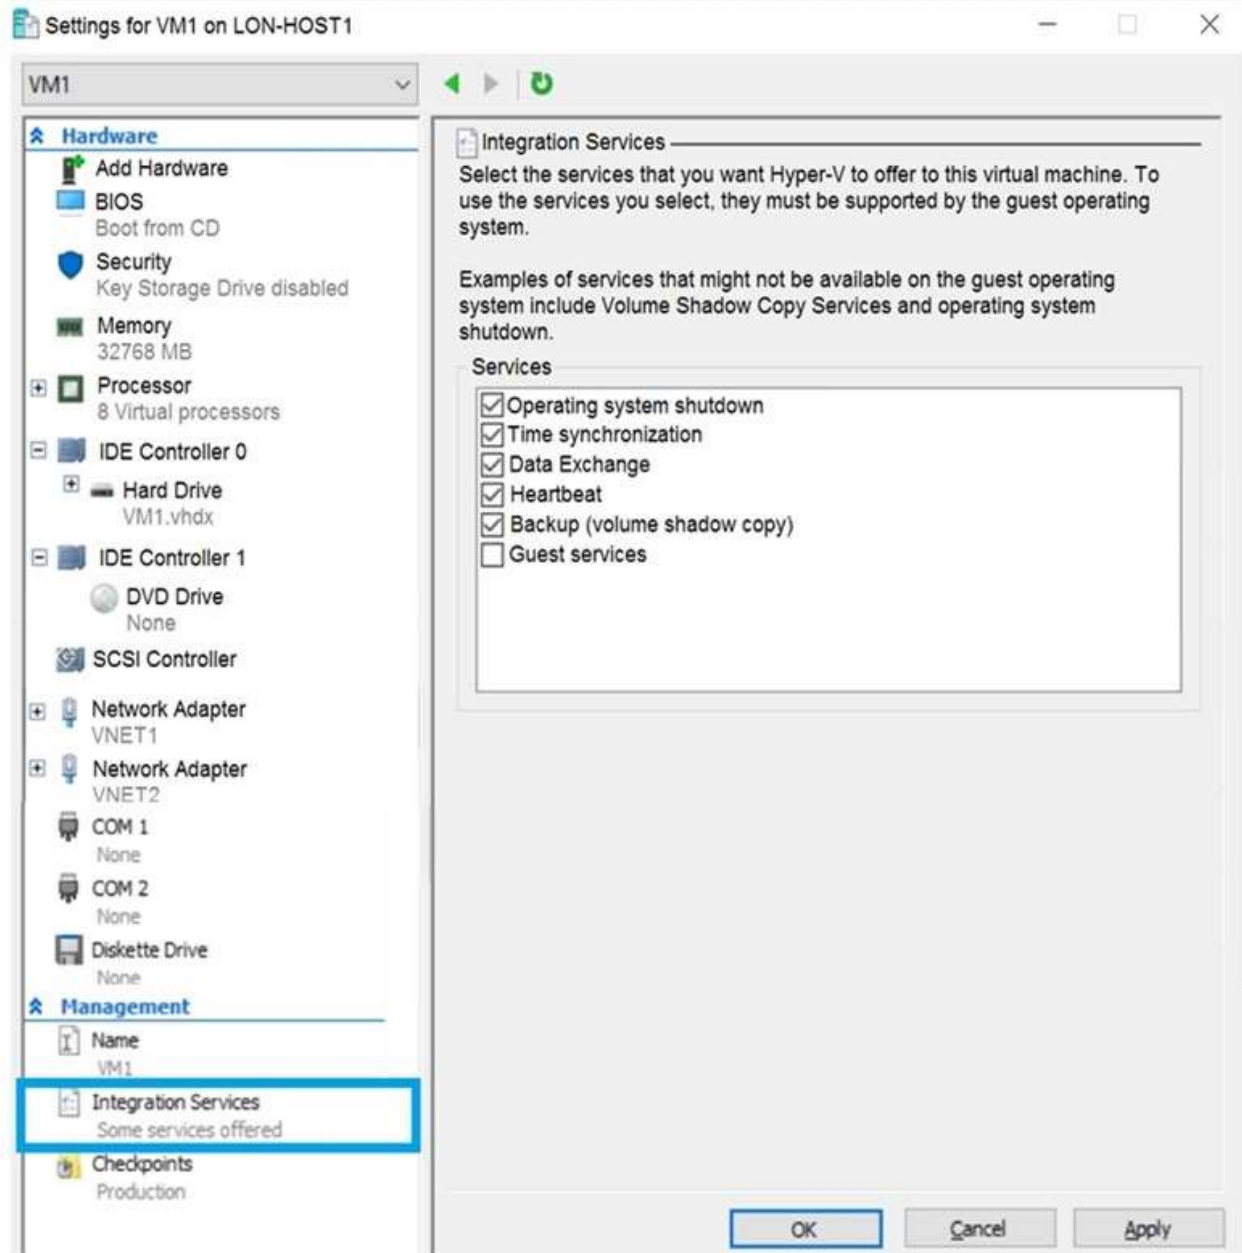 Settings for VM1 on LON-HOST1
VM1
Hardware
Add Hardware
BIOS
Boot from CD
Security
Key Storage Drive disabled
Memory
32768 MB
Processor
8 Virtual processors
IDE Controller 0
Hard Drive
VM1.vhdx
IDE Controller 1
DVD Drive
None
SCSI Controller
Network Adapter
VNET1
Network Adapter
VNET2
COM 1
None
COM 2
None
Diskette Drive
None
Management
Name
VM1
Integration Services
Some services offered
Checkpoints
Production
Integration Services
Select the services that you want Hyper-V to offer to this virtual machine. To
use the services you select, they must be supported by the guest operating
system.
Examples of services that might not be available on the guest operating
system include Volume Shadow Copy Services and operating system
shutdown.
Services
Operating system shutdown
Time synchronization
Data Exchange
Heartbeat
Backup (volume shadow copy)
Guest services
OK
Cancel
Apply